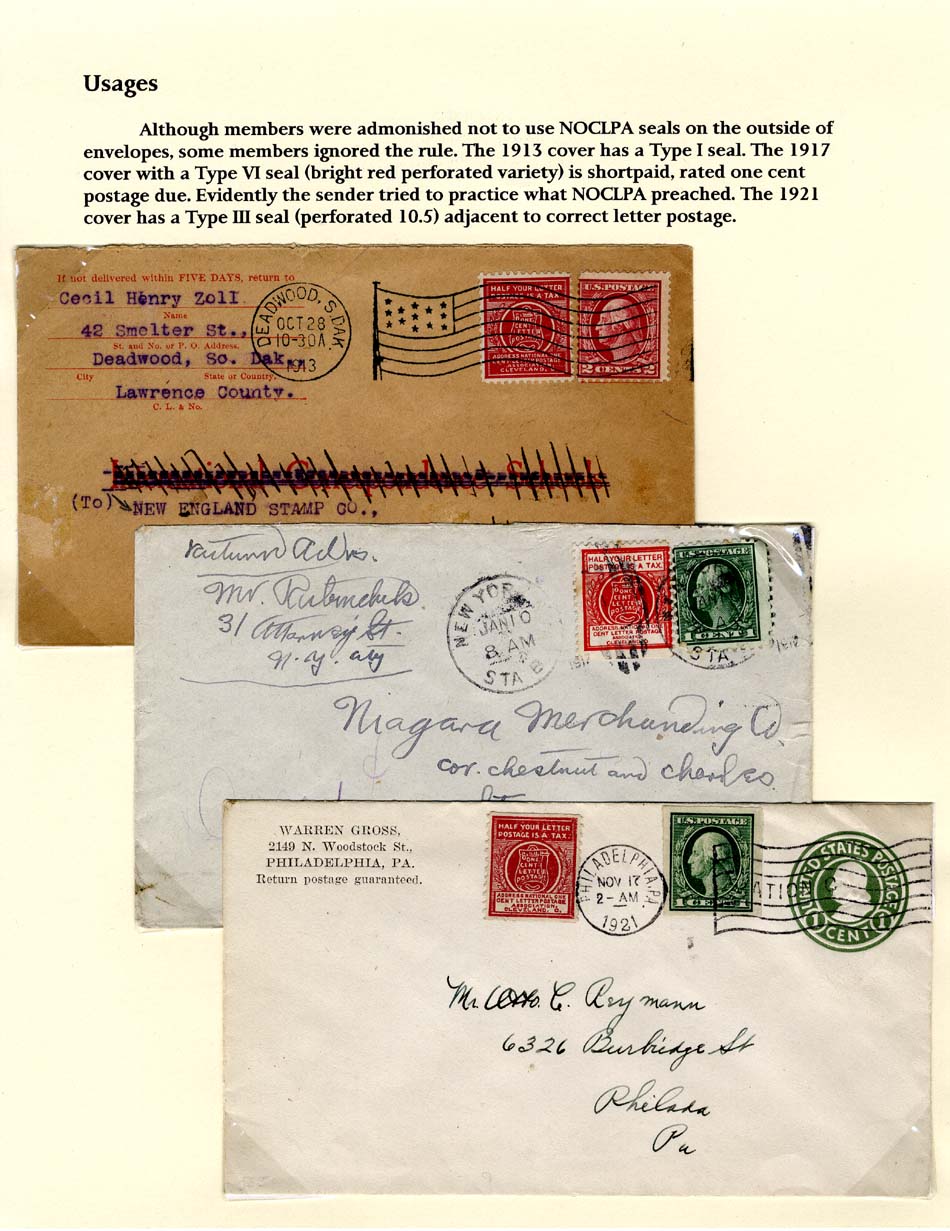 Usages
Although members were admonished not to use NOCLPA seals on the outside of
envelopes, some members ignored the rule. The 1913 cover has a Type I seal. The 1917
cover with a Type VI seal (bright red perforated variety) is shortpaid, rated one cent
postage due. Evidently the sender tried to practice what NOCLPA preached. The 1921
cover has a Type III seal (perforated 10.5) adjacent to correct letter postage.
If not delivered within FIVE DAYS, return to
Cecil Henry Zoll
Name
42 Smelter St.,
St. and No. or P. O. Address.
Deadwood, So. Dak.
City State or Country.
Lawrence County.
C. L. & No.
DEADWOOD, S. DAK.
OCT 28
10-30A
1913
HALF YOUR LETTER
POSTAGE IS A TAX.
ONE
CENT
LETTER
POSTAGE
ADDRESS NATIONAL ONE
CENT LETTER POSTAGE
ASSOCIATION,
CLEVELAND, O.
U.S. POSTAGE
2 CENTS 2
(To) NEW ENGLAND STAMP CO.,
return Adrs.
Mr.
31 Attorney St.
N. Y. City
NEW YORK
JAN 10
8 AM
STA B
HALF YOUR LETTER
POSTAGE IS A TAX.
ONE
CENT
LETTER
POSTAGE
ADDRESS NATIONAL ONE
CENT LETTER POSTAGE
ASSOCIATION
CLEVELAND
U.S. POSTAGE
1 CENT 1
STA
Niagara Merchanding Co
cor. chestnut and
WARREN GROSS,
2149 N. Woodstock St.,
PHILADELPHIA, PA.
Return postage guaranteed.
HALF YOUR LETTER
POSTAGE IS A TAX.
ONE
CENT
LETTER
POSTAGE
ADDRESS NATIONAL ONE
CENT LETTER POSTAGE
ASSOCIATION,
CLEVELAND, O.
PHILADELPHIA, PA.
NOV 17
2-AM
1921
U.S. POSTAGE
1 CENT 1
UNITED STATES POSTAGE
1 CENT 1
Mr. Otto. C. Reymann
6326 Burbridge St
Philada
Pa